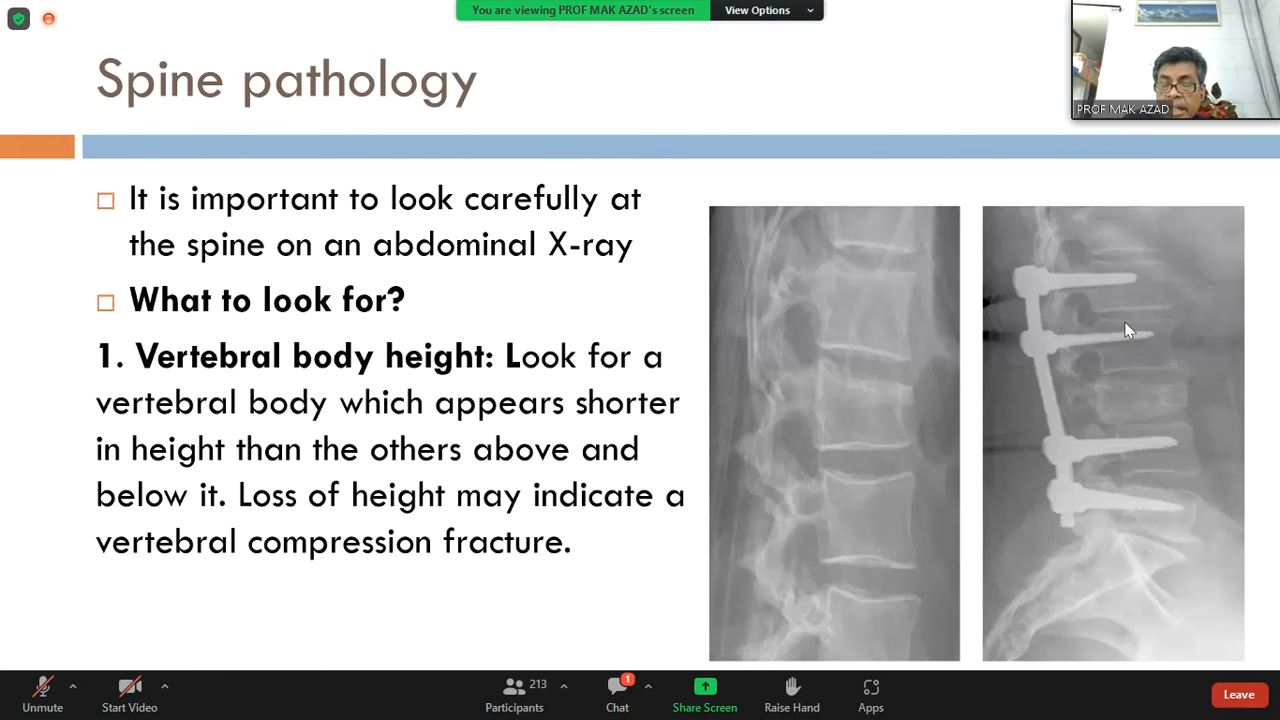 You are viewing PROF MAK AZAD's screen
View Options
PROF MAK AZAD
Spine pathology
It is important to look carefully at
the spine on an abdominal X-ray
What to look for?
1. Vertebral body height: Look for a
vertebral body which appears shorter
in height than the others above and
below it. Loss of height may indicate a
vertebral compression fracture.
Unmute
Start Video
213
Participants
1
Chat
Share Screen
Raise Hand
Apps
Leave